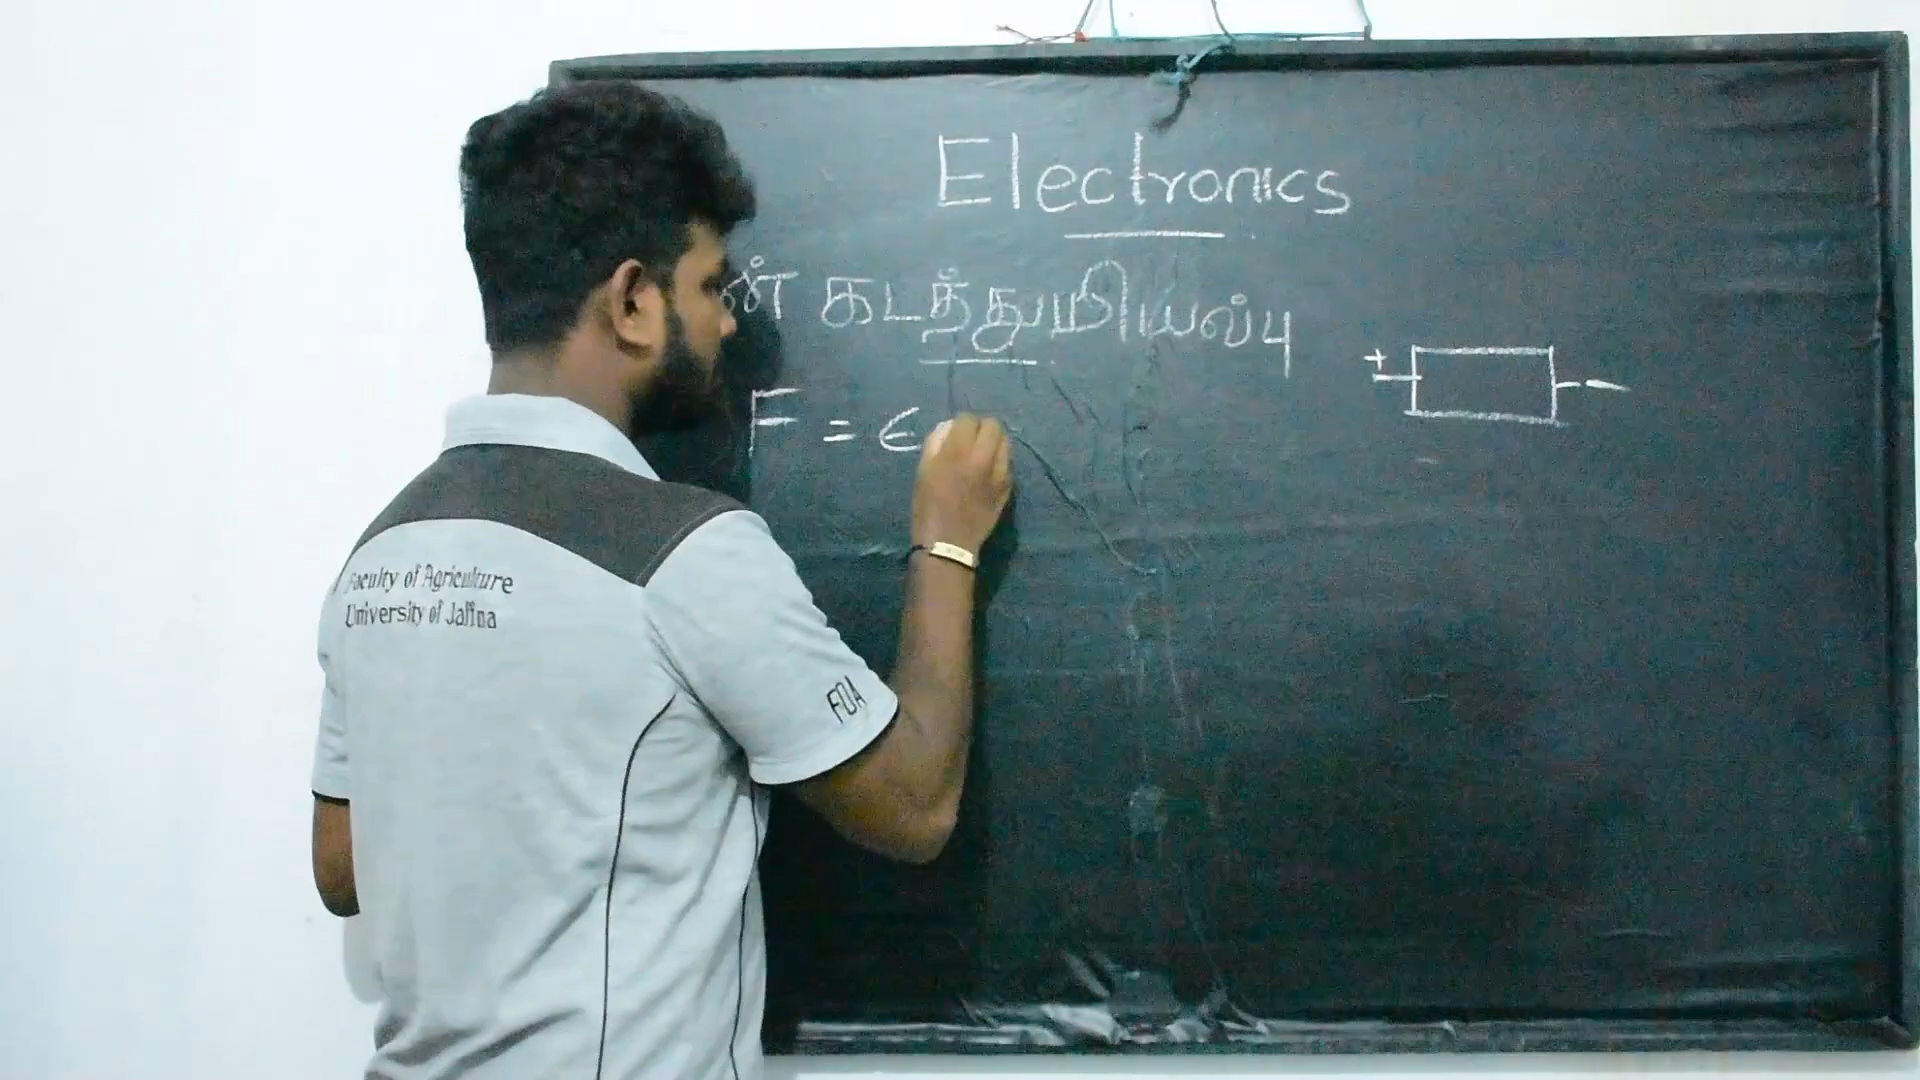 Electronics
ன் கடத்துமியல்பு
F = e
+ -
Faculty of Agriculture
University of Jaffna
FOA